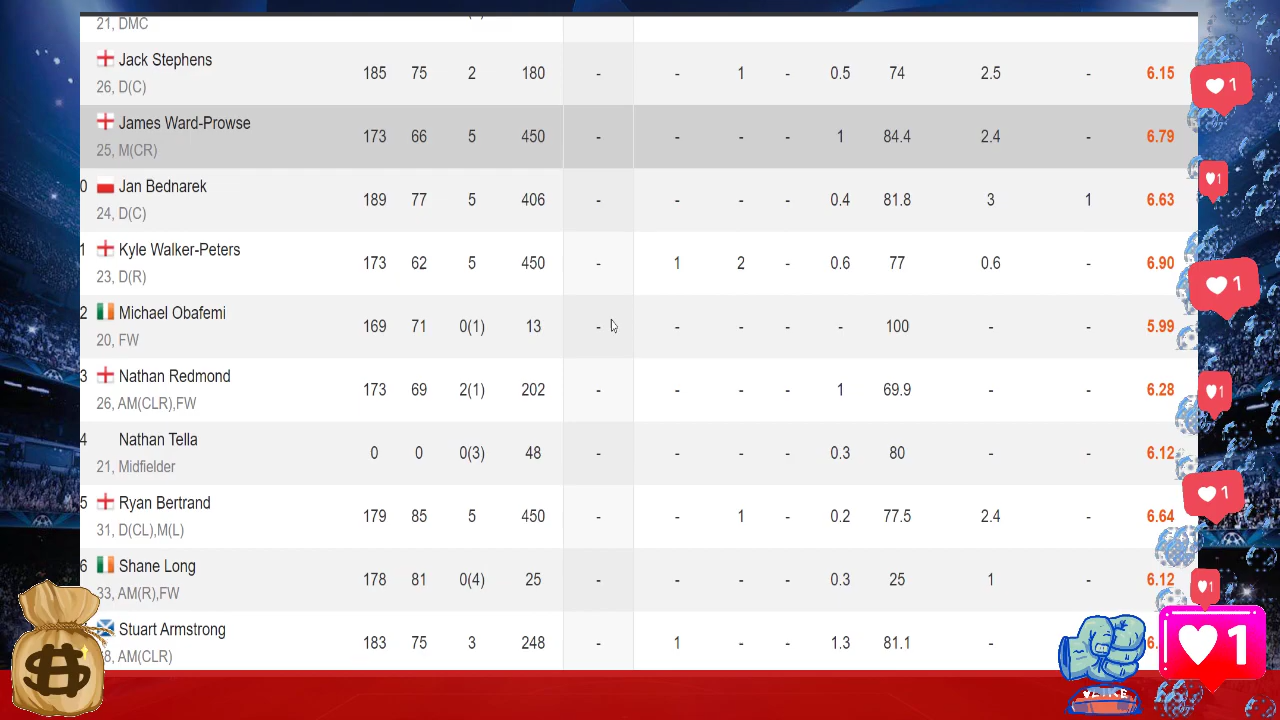 21, DMC
Jack Stephens
185 75 2 180 - - 1 - 0.5 74 2.5 - 6.15
26, D(C)
James Ward-Prowse
173 66 5 450 - - - - 1 84.4 2.4 - 6.79
25, M(CR)
0 Jan Bednarek
189 77 5 406 - - - - 0.4 81.8 3 1 6.63
24, D(C)
1 Kyle Walker-Peters
173 62 5 450 - 1 2 - 0.6 77 0.6 - 6.90
23, D(R)
2 Michael Obafemi
169 71 0(1) 13 - - - - - 100 - - 5.99
20, FW
3 Nathan Redmond
173 69 2(1) 202 - - - - 1 69.9 - - 6.28
26, AM(CLR),FW
4 Nathan Tella
0 0 0(3) 48 - - - - 0.3 80 - - 6.12
21, Midfielder
5 Ryan Bertrand
179 85 5 450 - - 1 - 0.2 77.5 2.4 - 6.64
31, D(CL),M(L)
6 Shane Long
178 81 0(4) 25 - - - - 0.3 25 1 - 6.12
33, AM(R),FW
Stuart Armstrong
183 75 3 248 - 1 - - 1.3 81.1 - - 6.
8, AM(CLR)
1
1
1
1
1
1
1
$
LIKE